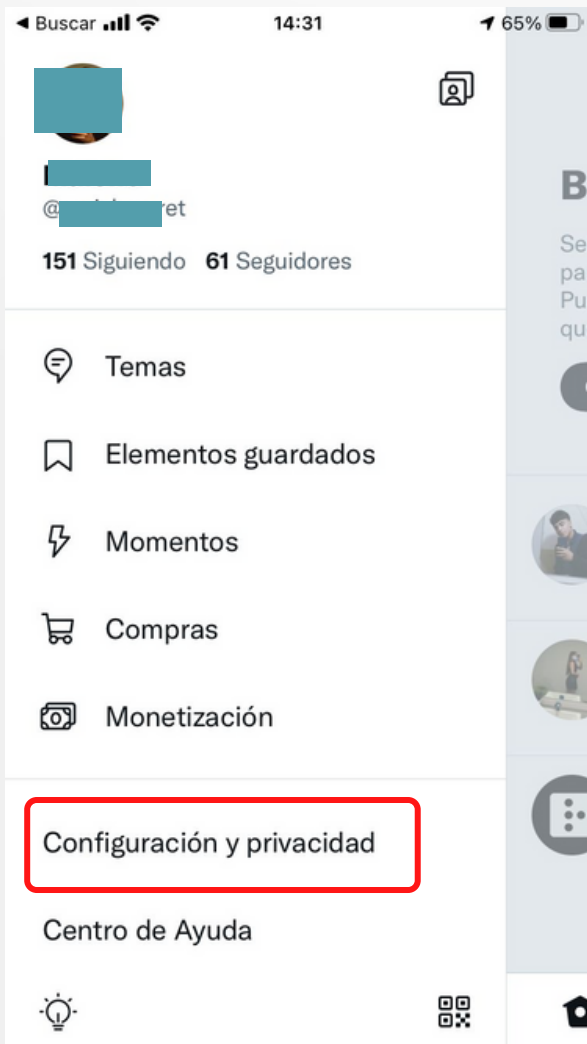 Buscar
14:31
65%
151 Siguiendo 61 Seguidores
Temas
Elementos guardados
Momentos
Compras
Monetización
Configuración y privacidad
Centro de Ayuda